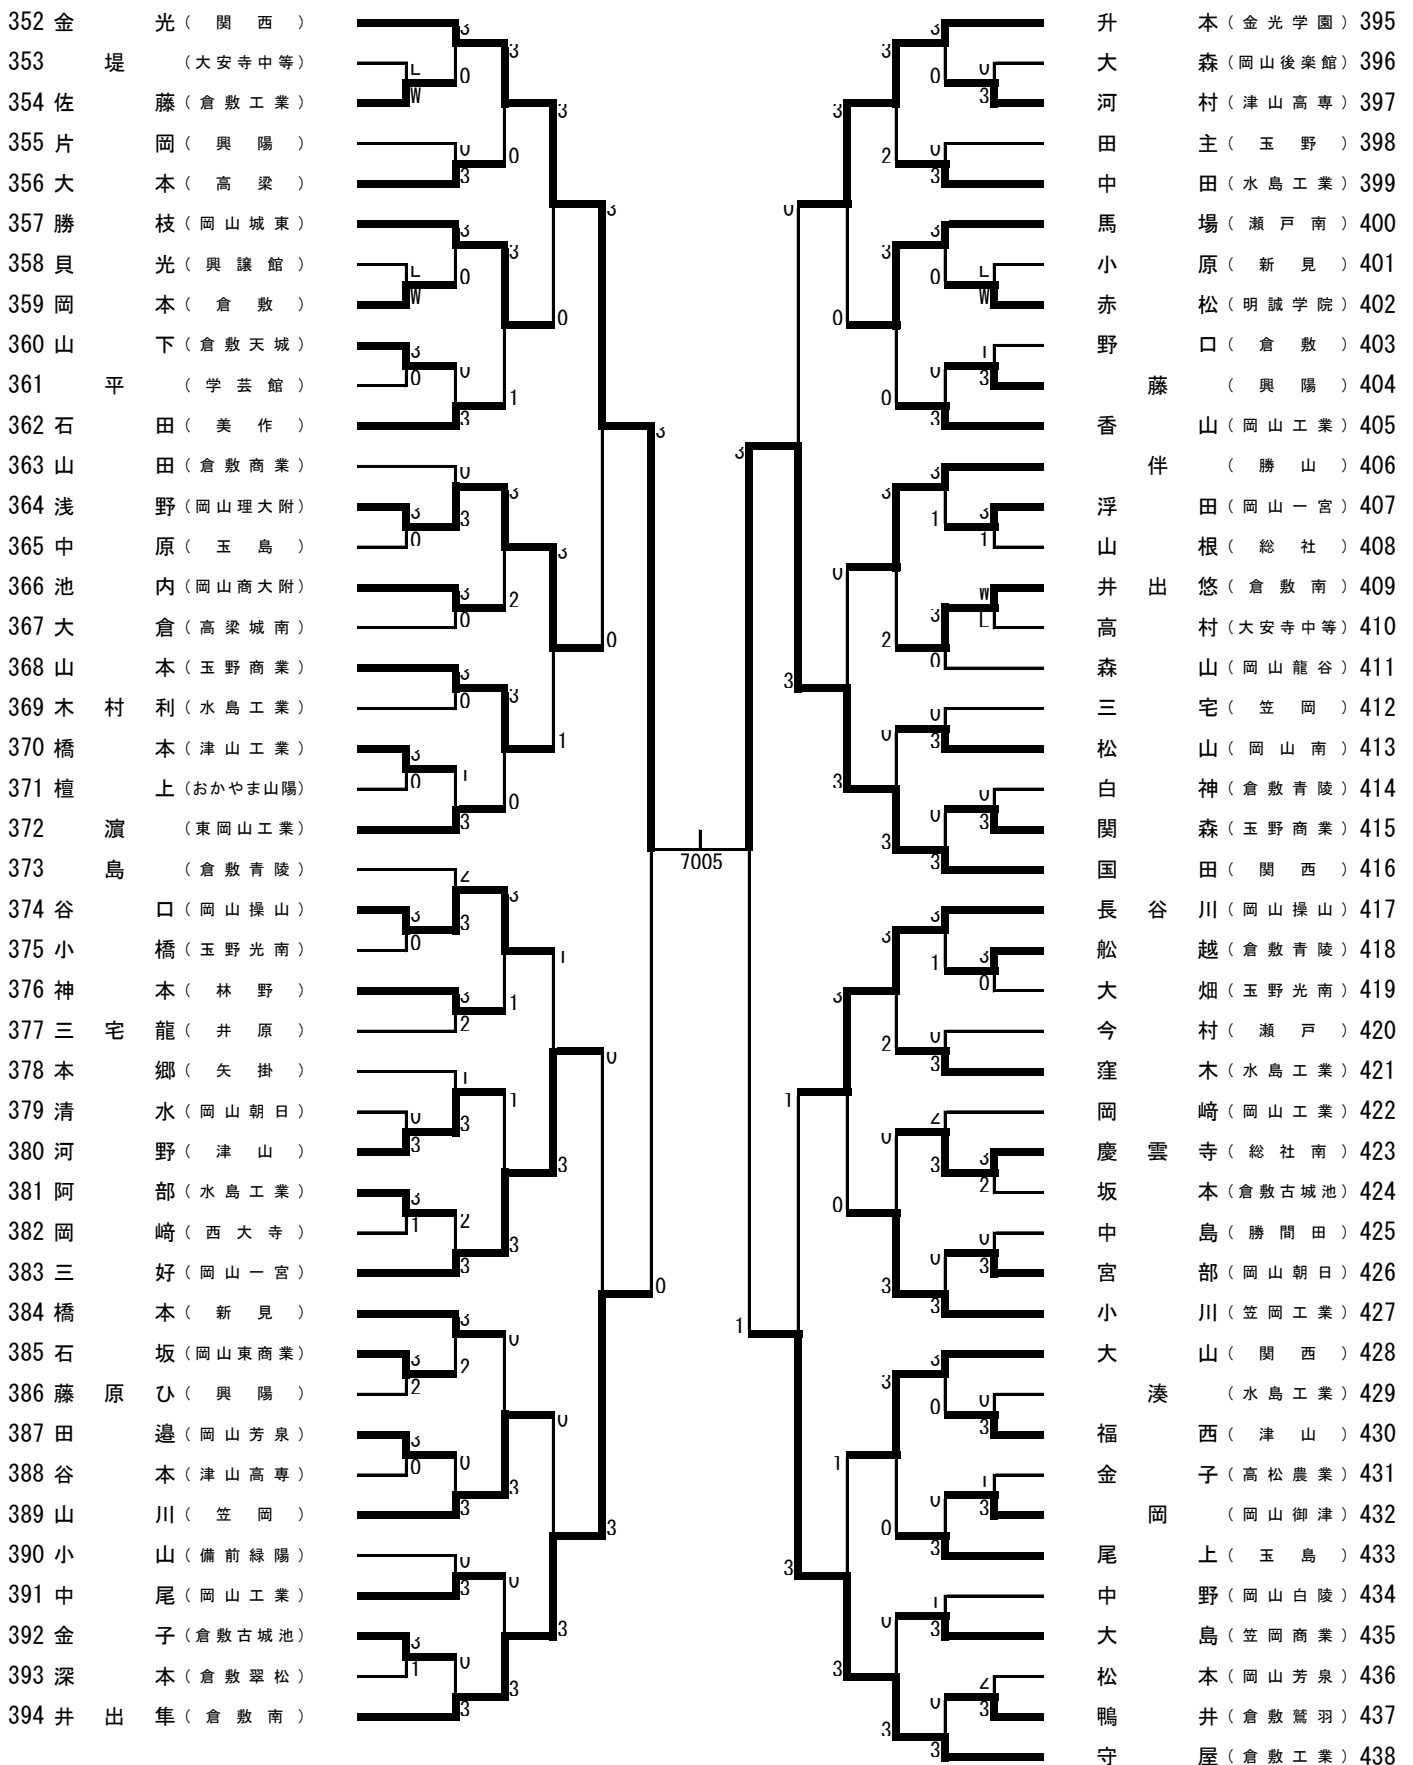 352 金 光 ( 関 西 )
353 堤 (大安寺中等)
354 佐 藤 ( 倉 敷 工 業 )
355 片 岡 ( 興 陽 )
356 大 本 ( 高 梁 )
357 勝 枝 ( 岡 山 城 東 )
358 貝 光 ( 興 譲 館 )
359 岡 本 ( 倉 敷 )
360 山 下 ( 倉 敷 天 城 )
361 平 ( 学 芸 館 )
362 石 田 ( 美 作 )
363 山 田 ( 倉 敷 商 業 )
364 浅 野 (岡山理大附)
365 中 原 ( 玉 島 )
366 池 内 (岡山商大附)
367 大 倉 ( 高 梁 城 南 )
368 山 本 ( 玉 野 商 業 )
369 木 村 利 ( 水 島 工 業 )
370 橋 本 ( 津 山 工 業 )
371 檀 上 (おかやま山陽)
372 濵 (東岡山工業)
373 島 ( 倉 敷 青 陵 )
374 谷 口 ( 岡 山 操 山 )
375 小 橋 ( 玉 野 光 南 )
376 神 本 ( 林 野 )
377 三 宅 龍 ( 井 原 )
378 本 郷 ( 矢 掛 )
379 清 水 ( 岡 山 朝 日 )
380 河 野 ( 津 山 )
381 阿 部 ( 水 島 工 業 )
382 岡 﨑 ( 西 大 寺 )
383 三 好 ( 岡 山 一 宮 )
384 橋 本 ( 新 見 )
385 石 坂 (岡山東商業)
386 藤 原 ひ ( 興 陽 )
387 田 邉 ( 岡 山 芳 泉 )
388 谷 本 ( 津 山 高 専 )
389 山 川 ( 笠 岡 )
390 小 山 ( 備 前 緑 陽 )
391 中 尾 ( 岡 山 工 業 )
392 金 子 (倉敷古城池)
393 深 本 ( 倉 敷 翠 松 )
394 井 出 隼 ( 倉 敷 南 )
7005
升 本 ( 金 光 学 園 ) 395
大 森 (岡山後楽館) 396
河 村 ( 津 山 高 専 ) 397
田 主 ( 玉 野 ) 398
中 田 ( 水 島 工 業 ) 399
馬 場 ( 瀬 戸 南 ) 400
小 原 ( 新 見 ) 401
赤 松 ( 明 誠 学 院 ) 402
野 口 ( 倉 敷 ) 403
藤 ( 興 陽 ) 404
香 山 ( 岡 山 工 業 ) 405
伴 ( 勝 山 ) 406
浮 田 ( 岡 山 一 宮 ) 407
山 根 ( 総 社 ) 408
井 出 悠 ( 倉 敷 南 ) 409
高 村 (大安寺中等) 410
森 山 ( 岡 山 龍 谷 ) 411
三 宅 ( 笠 岡 ) 412
松 山 ( 岡 山 南 ) 413
白 神 ( 倉 敷 青 陵 ) 414
関 森 ( 玉 野 商 業 ) 415
国 田 ( 関 西 ) 416
長 谷 川 ( 岡 山 操 山 ) 417
舩 越 ( 倉 敷 青 陵 ) 418
大 畑 ( 玉 野 光 南 ) 419
今 村 ( 瀬 戸 ) 420
窪 木 ( 水 島 工 業 ) 421
岡 﨑 ( 岡 山 工 業 ) 422
慶 雲 寺 ( 総 社 南 ) 423
坂 本 (倉敷古城池) 424
中 島 ( 勝 間 田 ) 425
宮 部 ( 岡 山 朝 日 ) 426
小 川 ( 笠 岡 工 業 ) 427
大 山 ( 関 西 ) 428
湊 ( 水 島 工 業 ) 429
福 西 ( 津 山 ) 430
金 子 ( 高 松 農 業 ) 431
岡 ( 岡 山 御 津 ) 432
尾 上 ( 玉 島 ) 433
中 野 ( 岡 山 白 陵 ) 434
大 島 ( 笠 岡 商 業 ) 435
松 本 ( 岡 山 芳 泉 ) 436
鴨 井 ( 倉 敷 鷲 羽 ) 437
守 屋 ( 倉 敷 工 業 ) 438